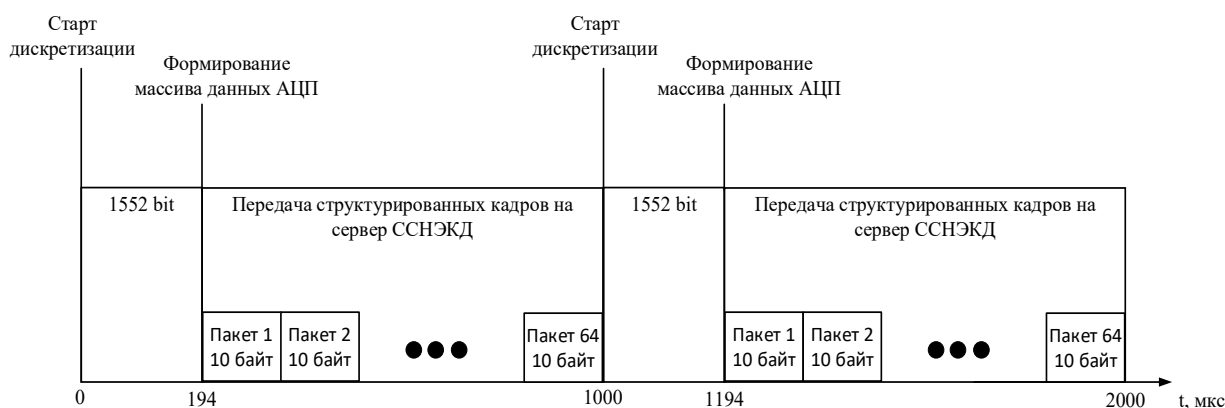 Старт
дискретизации
Формирование
массива данных АЦП
Старт
дискретизации
Формирование
массива данных АЦП
1552 bit
Передача структурированных кадров на
сервер ССНЭКД
1552 bit
Передача структурированных кадров на
сервер ССНЭКД
Пакет 1
10 байт
Пакет 2
10 байт
Пакет 64
10 байт
Пакет 1
10 байт
Пакет 2
10 байт
Пакет 64
10 байт
0
194
1000
1194
2000
t, мкс